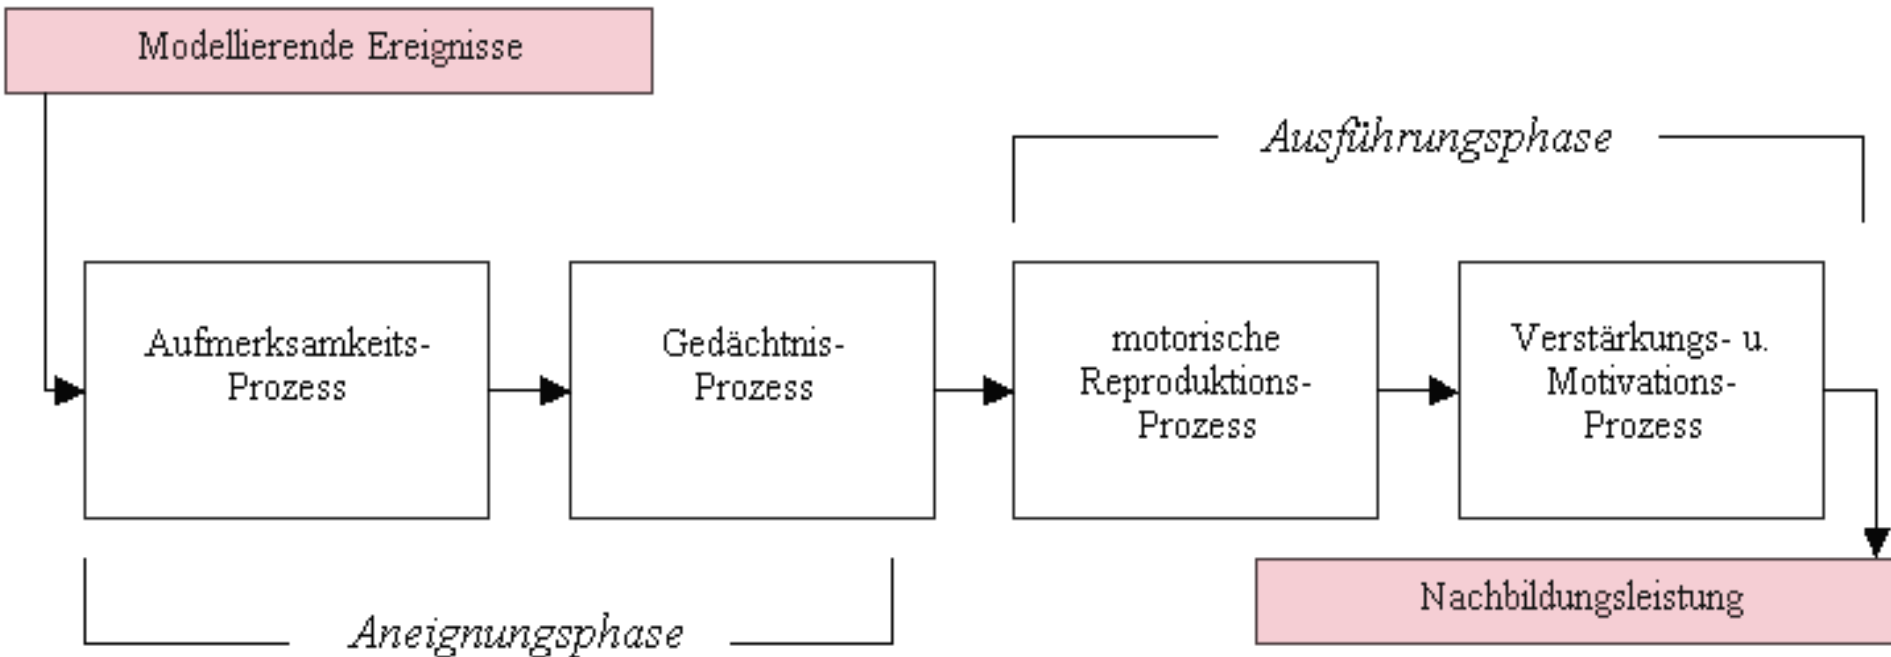 Modellierende Ereignisse
Ausführungsphase
Aufmerksamkeits-
Prozess
Gedächtnis-
Prozess
motorische
Reproduktions-
Prozess
Verstärkungs- u.
Motivations-
Prozess
Aneignungsphase
Nachbildungsleistung